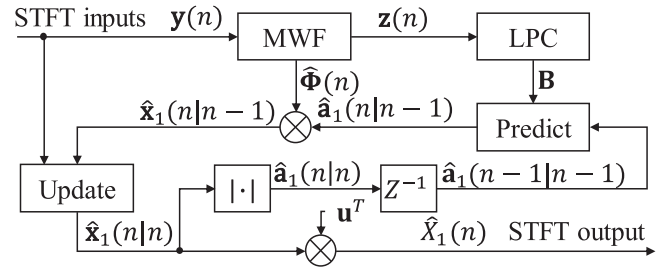 STFT inputs 𝐲(n) MWF 𝐳(n) LPC
𝚽̂(n) 𝐁
𝐱̂₁(n|n − 1) 𝐚̂₁(n|n − 1) Predict
Update |·| 𝐚̂₁(n|n) Z⁻¹ 𝐚̂₁(n − 1|n − 1)
𝐱̂₁(n|n) 𝐮ᵀ X̂₁(n) STFT output